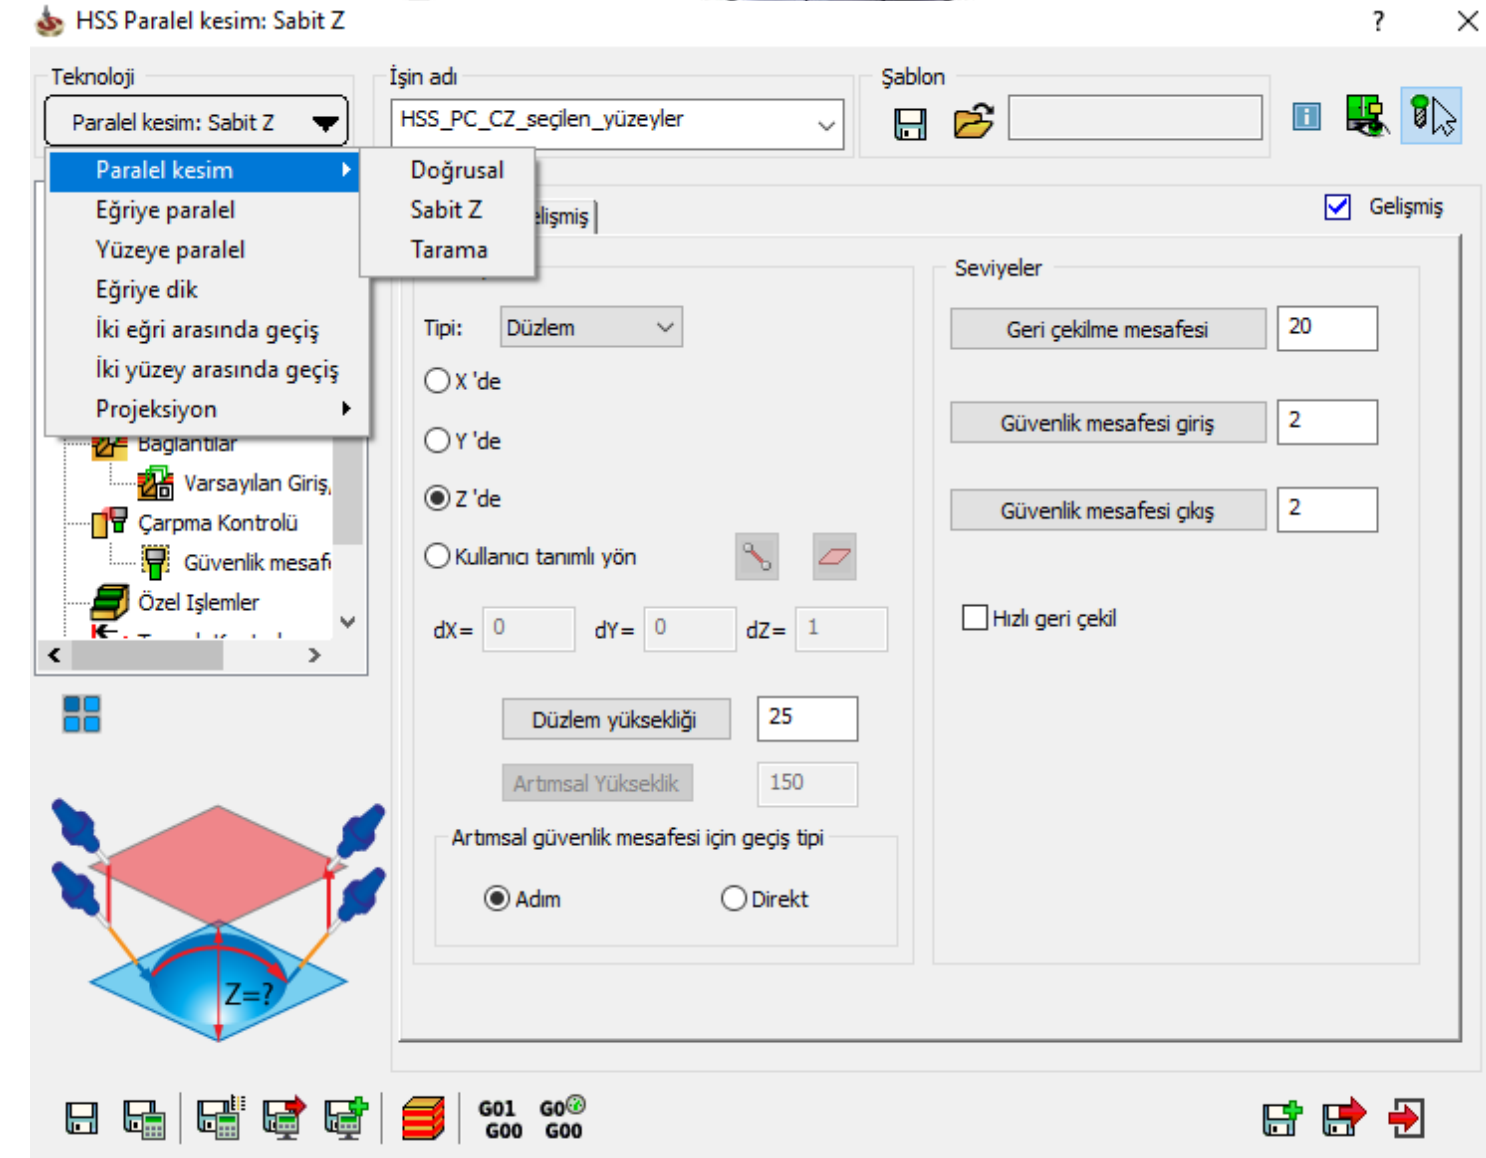 HSS Paralel kesim: Sabit Z
?
Teknoloji
İşin adı
Şablon
Paralel kesim: Sabit Z
HSS_PC_CZ_seçilen_yüzeyler
Paralel kesim
Eğriye paralel
Yüzeye paralel
Eğriye dik
İki eğri arasında geçiş
İki yüzey arasında geçiş
Projeksiyon
Doğrusal
Sabit Z
Tarama
Gelişmiş
Bağlantılar
Varsayılan Giriş,
Çarpma Kontrolü
Güvenlik mesafe
Özel Işlemler
Tipi:
Düzlem
X 'de
Y 'de
Z 'de
Kullanıcı tanımlı yön
dX= 0
dY= 0
dZ= 1
Düzlem yüksekliği
25
Artımsal Yükseklik
150
Artımsal güvenlik mesafesi için geçiş tipi
Adım
Direkt
Seviyeler
Geri çekilme mesafesi
20
Güvenlik mesafesi giriş
2
Güvenlik mesafesi çıkış
2
Hızlı geri çekil
Z=?
G01
G00
G0
G00